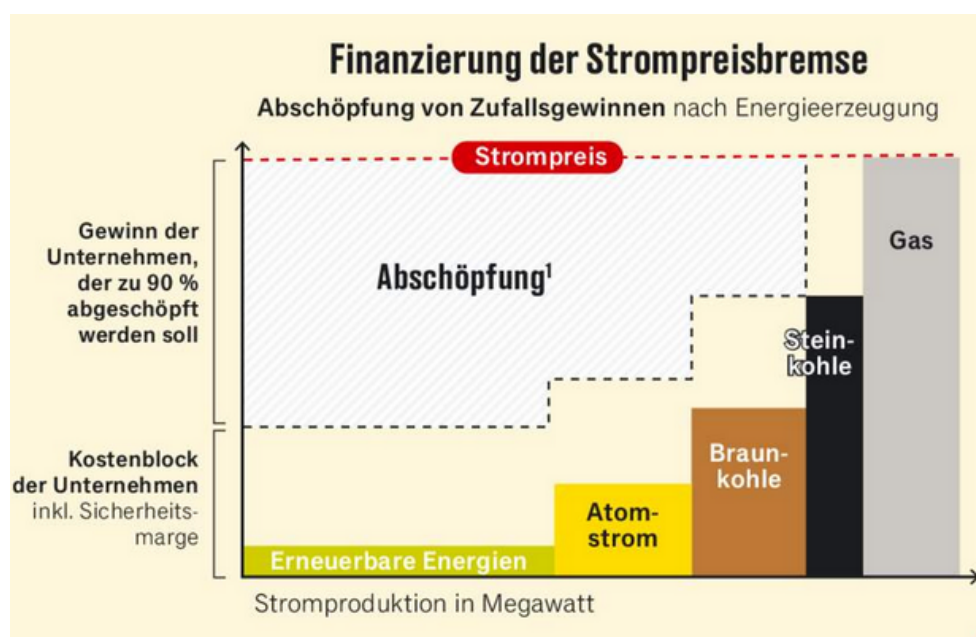 Finanzierung der Strompreisbremse
Abschöpfung von Zufallsgewinnen nach Energieerzeugung
Strompreis
Gewinn der
Unternehmen,
der zu 90 %
abgeschöpft
werden soll
Abschöpfung¹
Gas
Stein-
kohle
Kostenblock
der Unternehmen
inkl. Sicherheits-
marge
Braun-
kohle
Atom-
strom
Erneuerbare Energien
Stromproduktion in Megawatt